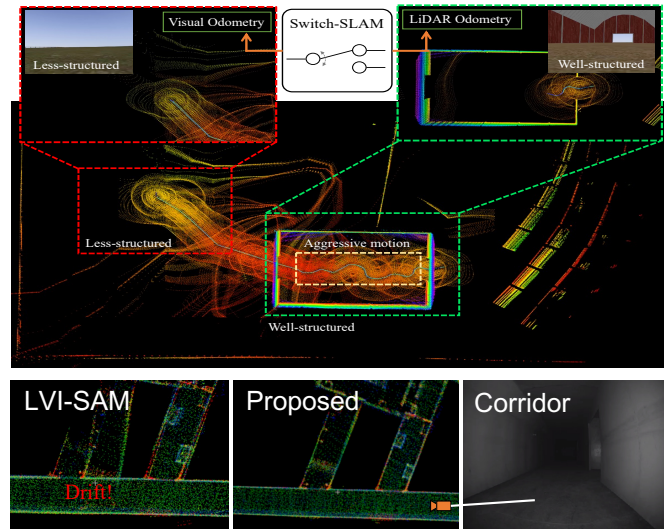 Visual Odometry
Switch-SLAM
LiDAR Odometry
Less-structured
Well-structured
Less-structured
Aggressive motion
Well-structured
LVI-SAM
Proposed
Corridor
Drift!